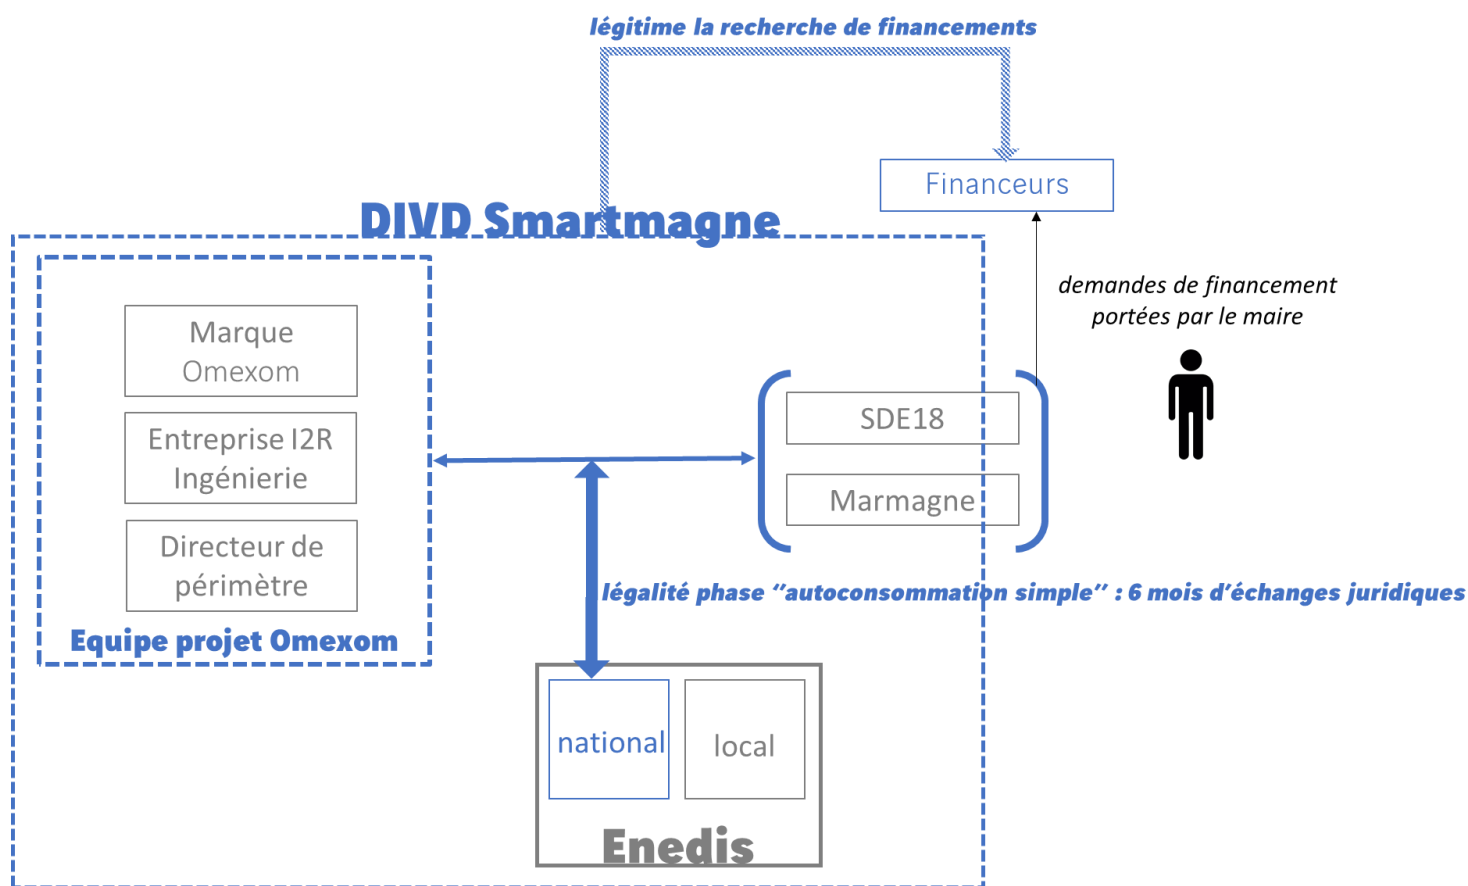 légitime la recherche de financements
Financeurs
DIVD Smartmagne
demandes de financement
portées par le maire
Marque
Omexom
Entreprise I2R
Ingénierie
Directeur de
périmètre
Equipe projet Omexom
SDE18
Marmagne
légalité phase ‘‘autoconsommation simple’’ : 6 mois d’échanges juridiques
national
local
Enedis